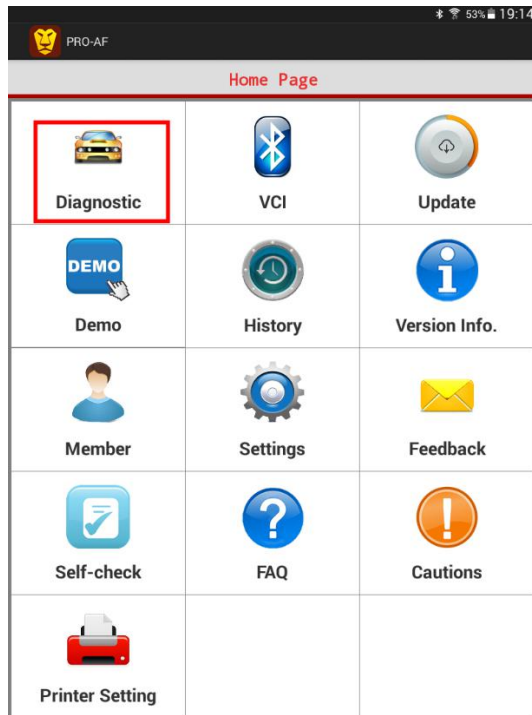 53% 19:14
PRO-AF
Home Page
Diagnostic VCI Update
DEMO
Demo History Version Info.
Member Settings Feedback
Self-check FAQ Cautions
Printer Setting